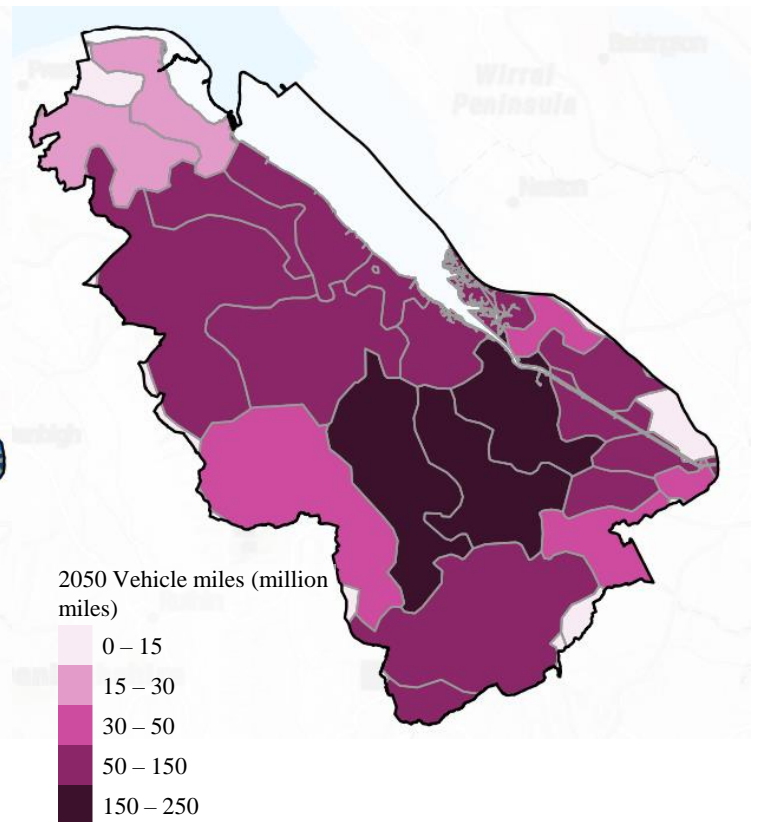 Wirral
Peninsula
Neston
2050 Vehicle miles (million
miles)
0 – 15
15 – 30
30 – 50
50 – 150
150 – 250